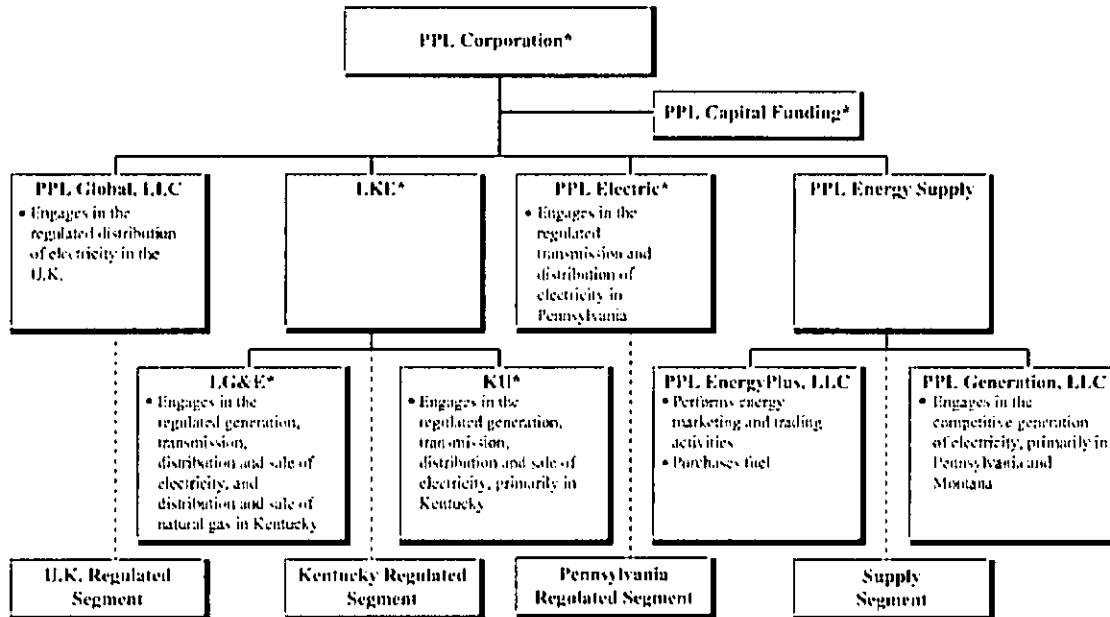 PPL Corporation*
PPL Capital Funding*
PPL Global, LLC
• Engages in the
regulated distribution
of electricity in the
U.K.
LKE*
PPL Electric*
• Engages in the
regulated
transmission and
distribution of
electricity in
Pennsylvania
PPL Energy Supply
LG&E*
• Engages in the
regulated generation,
transmission,
distribution and sale of
electricity, and
distribution and sale of
natural gas in Kentucky
KU*
• Engages in the
regulated generation,
transmission,
distribution and sale of
electricity, primarily in
Kentucky
PPL EnergyPlus, LLC
• Performs energy
marketing and trading
activities
• Purchases fuel
PPL Generation, LLC
• Engages in the
competitive generation
of electricity, primarily in
Pennsylvania and
Montana
U.K. Regulated
Segment
Kentucky Regulated
Segment
Pennsylvania
Regulated Segment
Supply
Segment